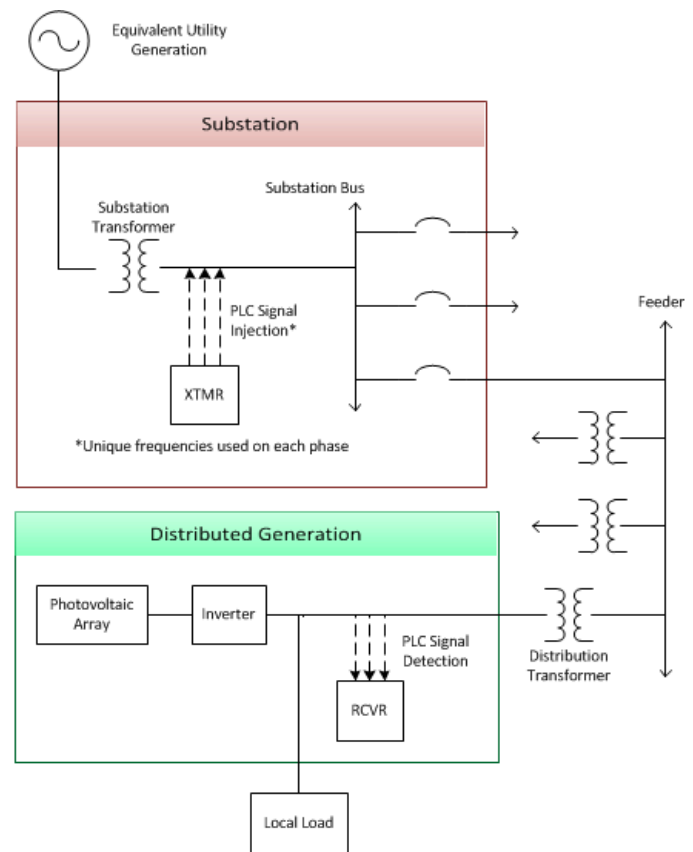 Equivalent Utility
Generation
Substation
Substation Bus
Substation
Transformer
PLC Signal
Injection*
Feeder
XTMR
*Unique frequencies used on each phase
Distributed Generation
Photovoltaic
Array
Inverter
PLC Signal
Detection
Distribution
Transformer
RCVR
Local Load